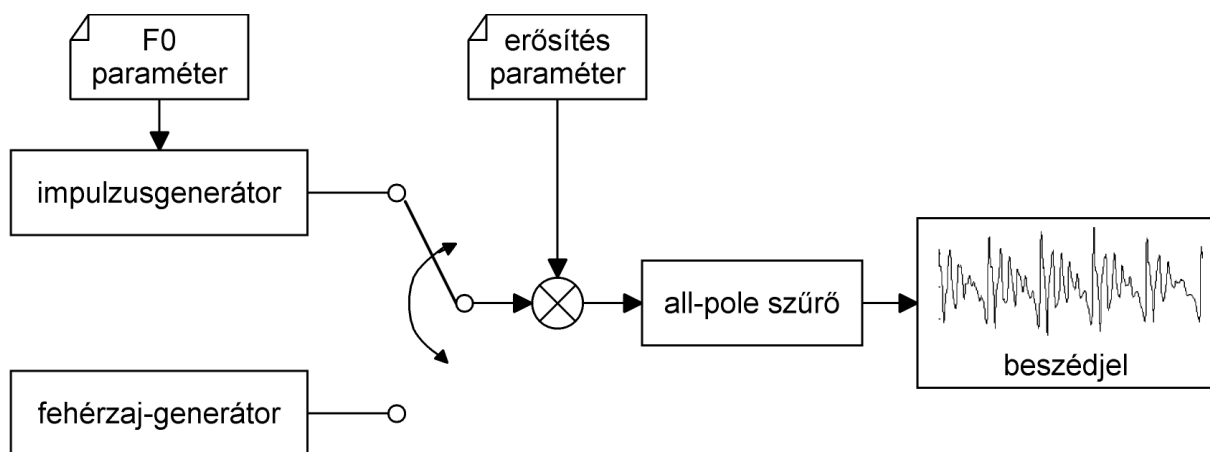 F0
paraméter
erősítés
paraméter
impulzusgenerátor
all-pole szűrő
beszédjel
fehérzaj-generátor